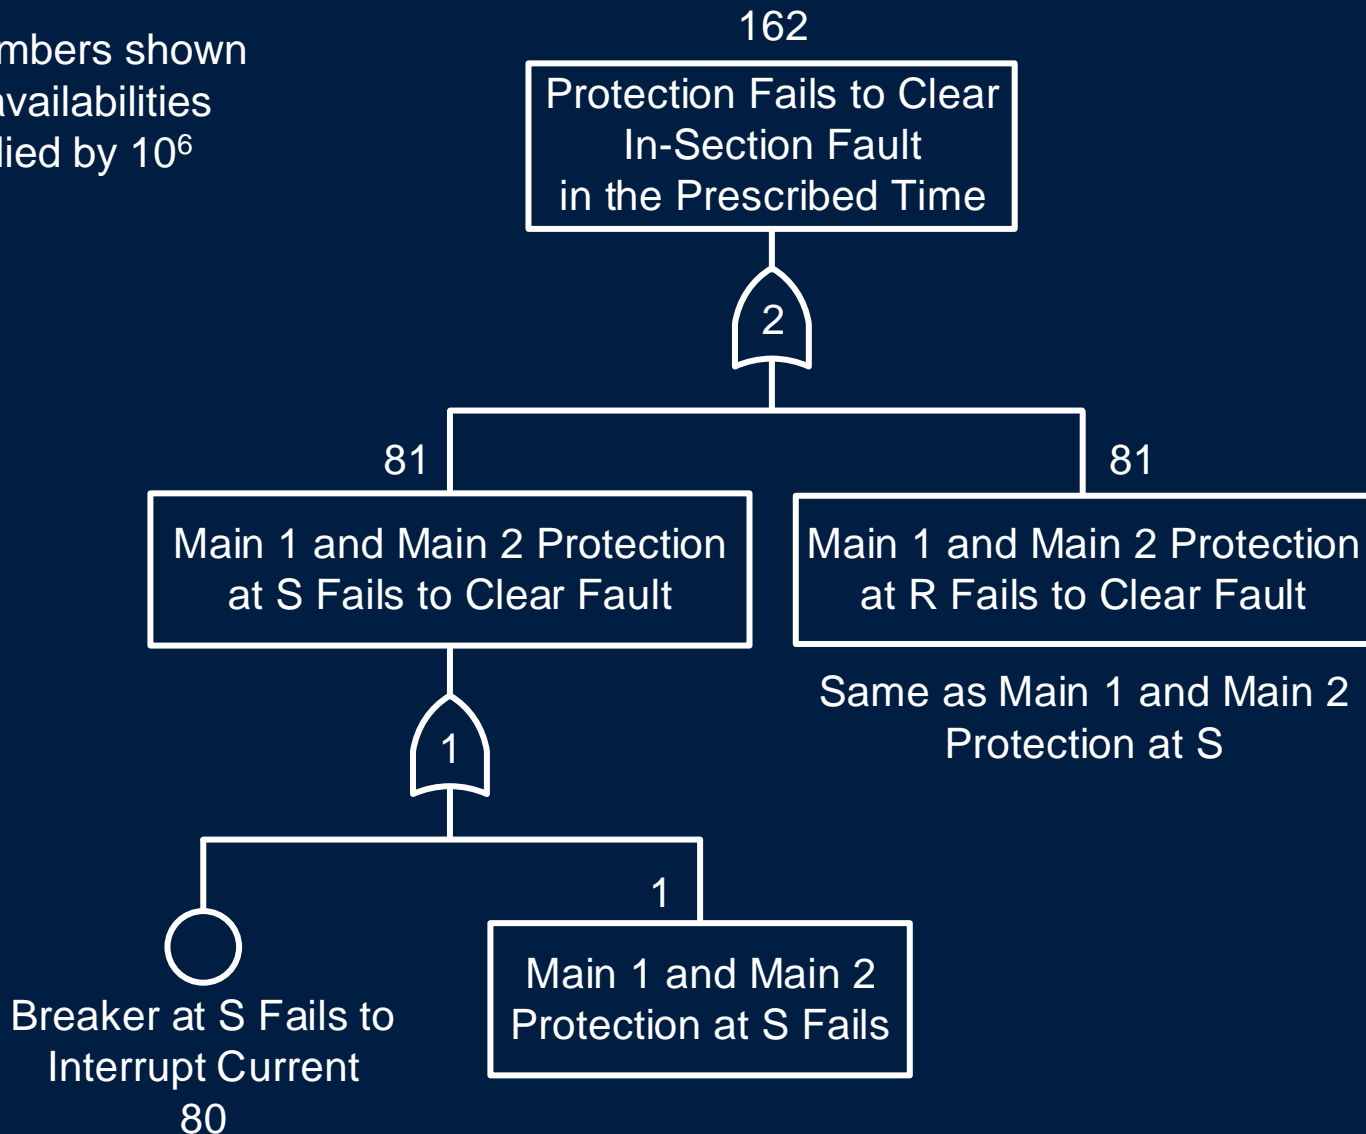 mbers shown
availabilities
lied by 10⁶
162
Protection Fails to Clear
In-Section Fault
in the Prescribed Time
2
81
81
Main 1 and Main 2 Protection
at S Fails to Clear Fault
Main 1 and Main 2 Protection
at R Fails to Clear Fault
Same as Main 1 and Main 2
Protection at S
1
1
Breaker at S Fails to
Interrupt Current
80
Main 1 and Main 2
Protection at S Fails